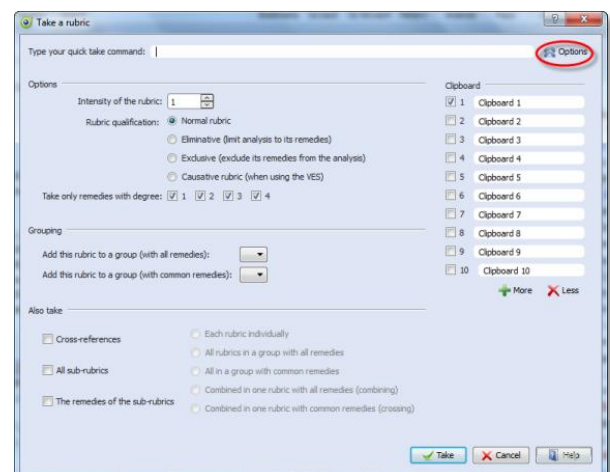 Take a rubric
Type your quick take command:
Options
Options
Intensity of the rubric: 1
Rubric qualification: Normal rubric
Eliminative (limit analysis to its remedies)
Exclusive (exclude its remedies from the analysis)
Causative rubric (when using the VES)
Take only remedies with degree: 1 2 3 4
Grouping
Add this rubric to a group (with all remedies):
Add this rubric to a group (with common remedies):
Also take
Cross-references
All sub-rubrics
The remedies of the sub-rubrics
Each rubric individually
All rubrics in a group with all remedies
All in a group with common remedies
Combined in one rubric with all remedies (combining)
Combined in one rubric with common remedies (crossing)
Clipboard
1 Clipboard 1
2 Clipboard 2
3 Clipboard 3
4 Clipboard 4
5 Clipboard 5
6 Clipboard 6
7 Clipboard 7
8 Clipboard 8
9 Clipboard 9
10 Clipboard 10
More Less
Take Cancel Help